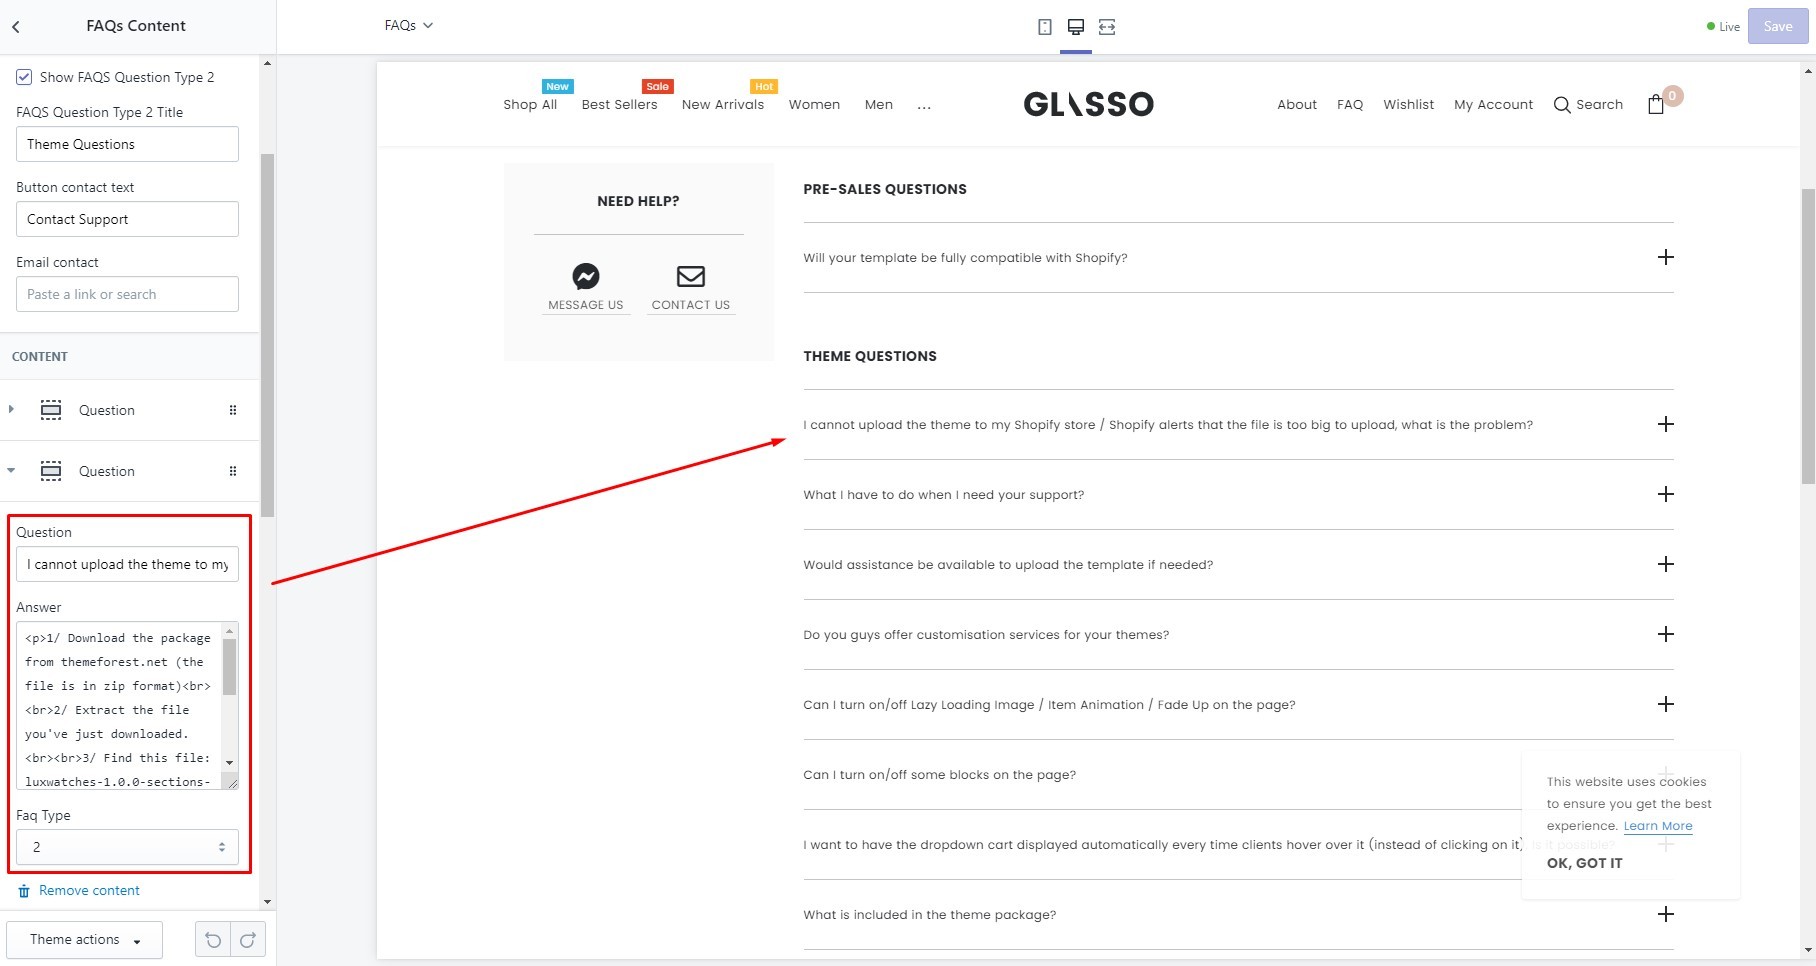 FAQs Content
FAQs
Live
Save
Show FAQS Question Type 2
FAQS Question Type 2 Title
Theme Questions
Button contact text
Contact Support
Email contact
Paste a link or search
CONTENT
Question
Question
Question
I cannot upload the theme to my
Answer
<p>1/ Download the package
from themeforest.net (the
file is in zip format)<br>
<br>2/ Extract the file
you've just downloaded.
<br><br>3/ Find this file:
luxwatches-1.0.0-sections-
Faq Type
2
Remove content
Theme actions
New
Sale
Hot
Shop All
Best Sellers
New Arrivals
Women
Men
...
GLASSO
About
FAQ
Wishlist
My Account
Search
0
NEED HELP?
MESSAGE US
CONTACT US
PRE-SALES QUESTIONS
Will your template be fully compatible with Shopify?
THEME QUESTIONS
I cannot upload the theme to my Shopify store / Shopify alerts that the file is too big to upload, what is the problem?
What I have to do when I need your support?
Would assistance be available to upload the template if needed?
Do you guys offer customisation services for your themes?
Can I turn on/off Lazy Loading Image / Item Animation / Fade Up on the page?
Can I turn on/off some blocks on the page?
I want to have the dropdown cart displayed automatically every time clients hover over it (instead of clicking on it), is it possible?
What is included in the theme package?
This website uses cookies
to ensure you get the best
experience. Learn More
OK, GOT IT